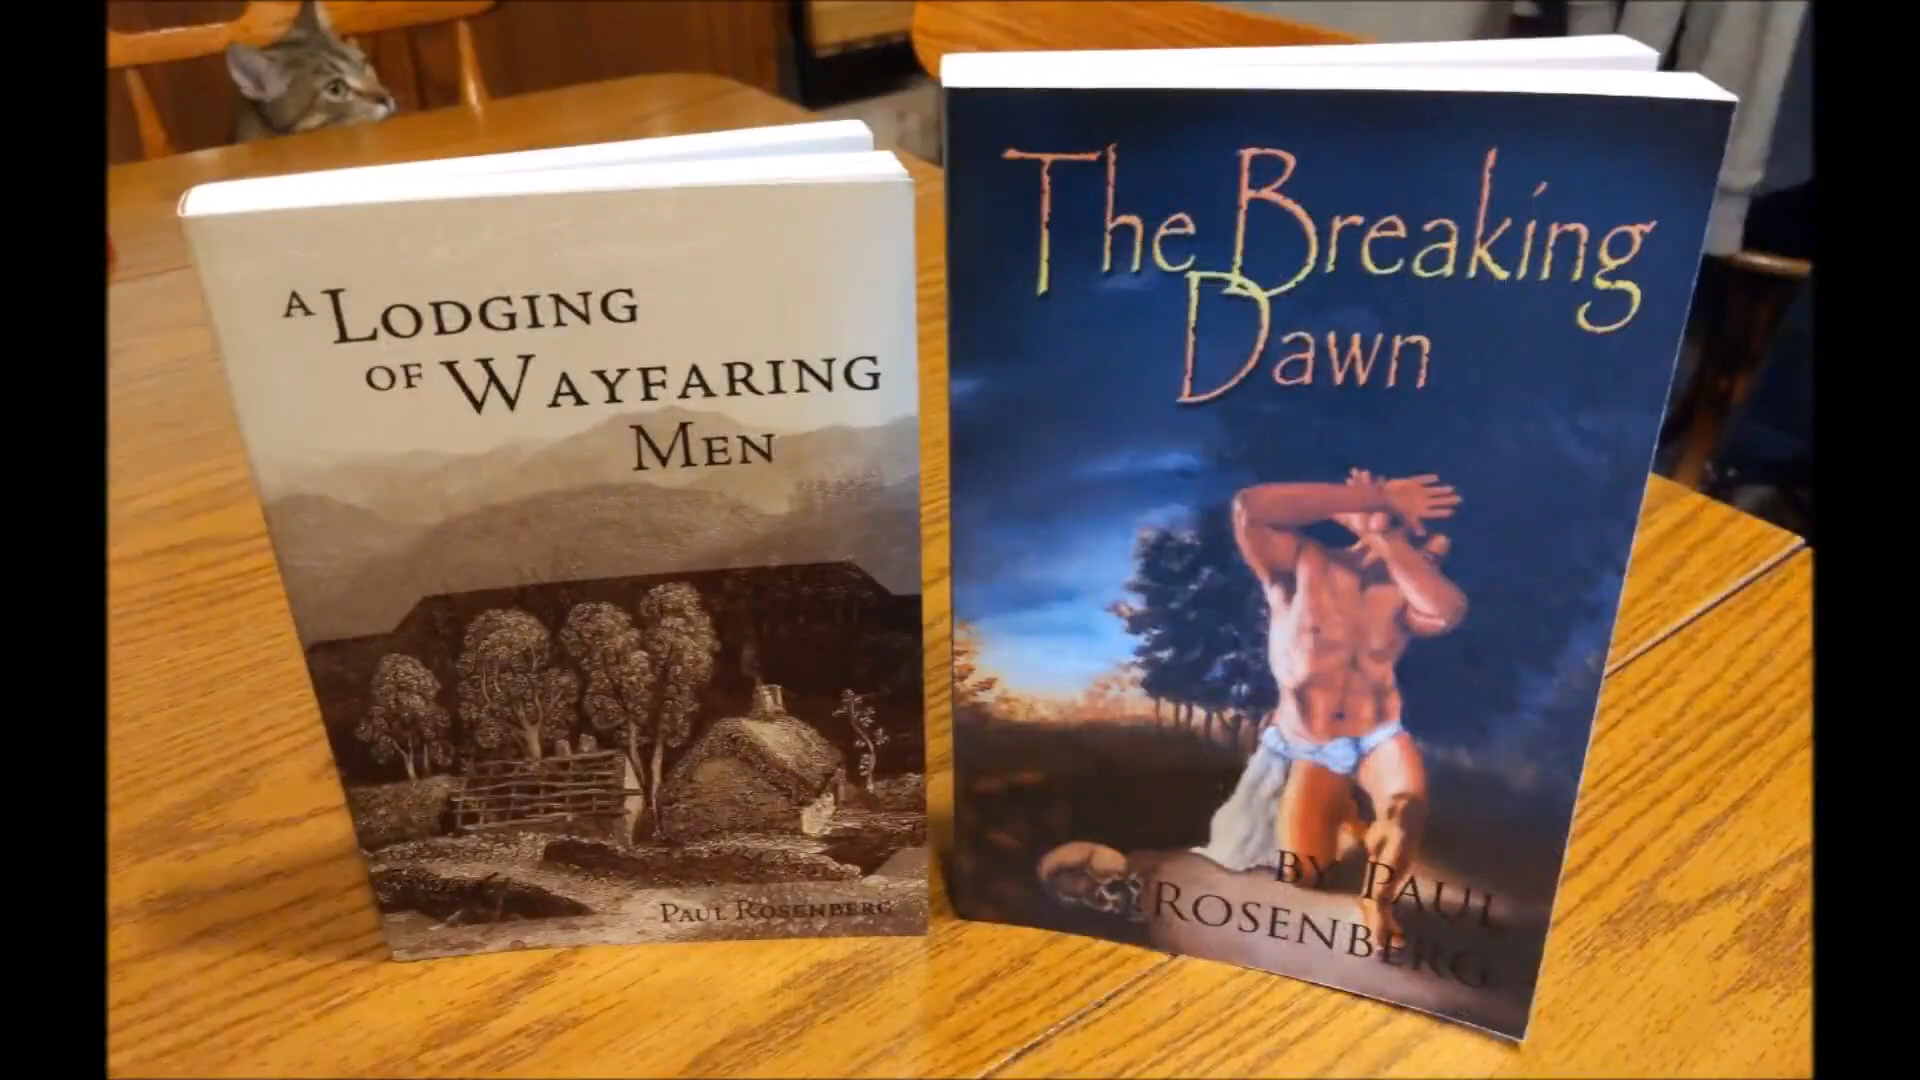 A LODGING
OF WAYFARING
MEN
PAUL ROSENBERG
The Breaking
Dawn
BY PAUL
ROSENBERG